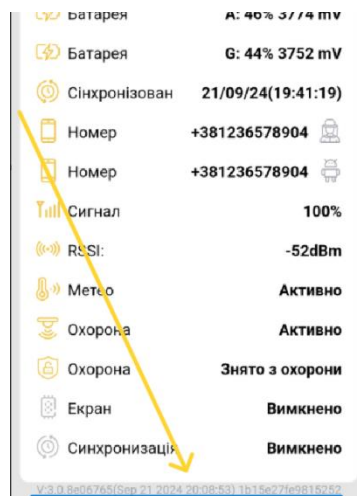 Батарея A: 46% 3774 mV
Батарея G: 44% 3752 mV
Сінхронізован 21/09/24(19:41:19)
Номер +381236578904
Номер +381236578904
Сигнал 100%
RSSI: -52dBm
Метео Активно
Охорона Активно
Охорона Знято з охорони
Екран Вимкнено
Синхронизація Вимкнено
V:3.0.8e06765(Sep 21 2024 20:08:53) 1b15e27fe9815252